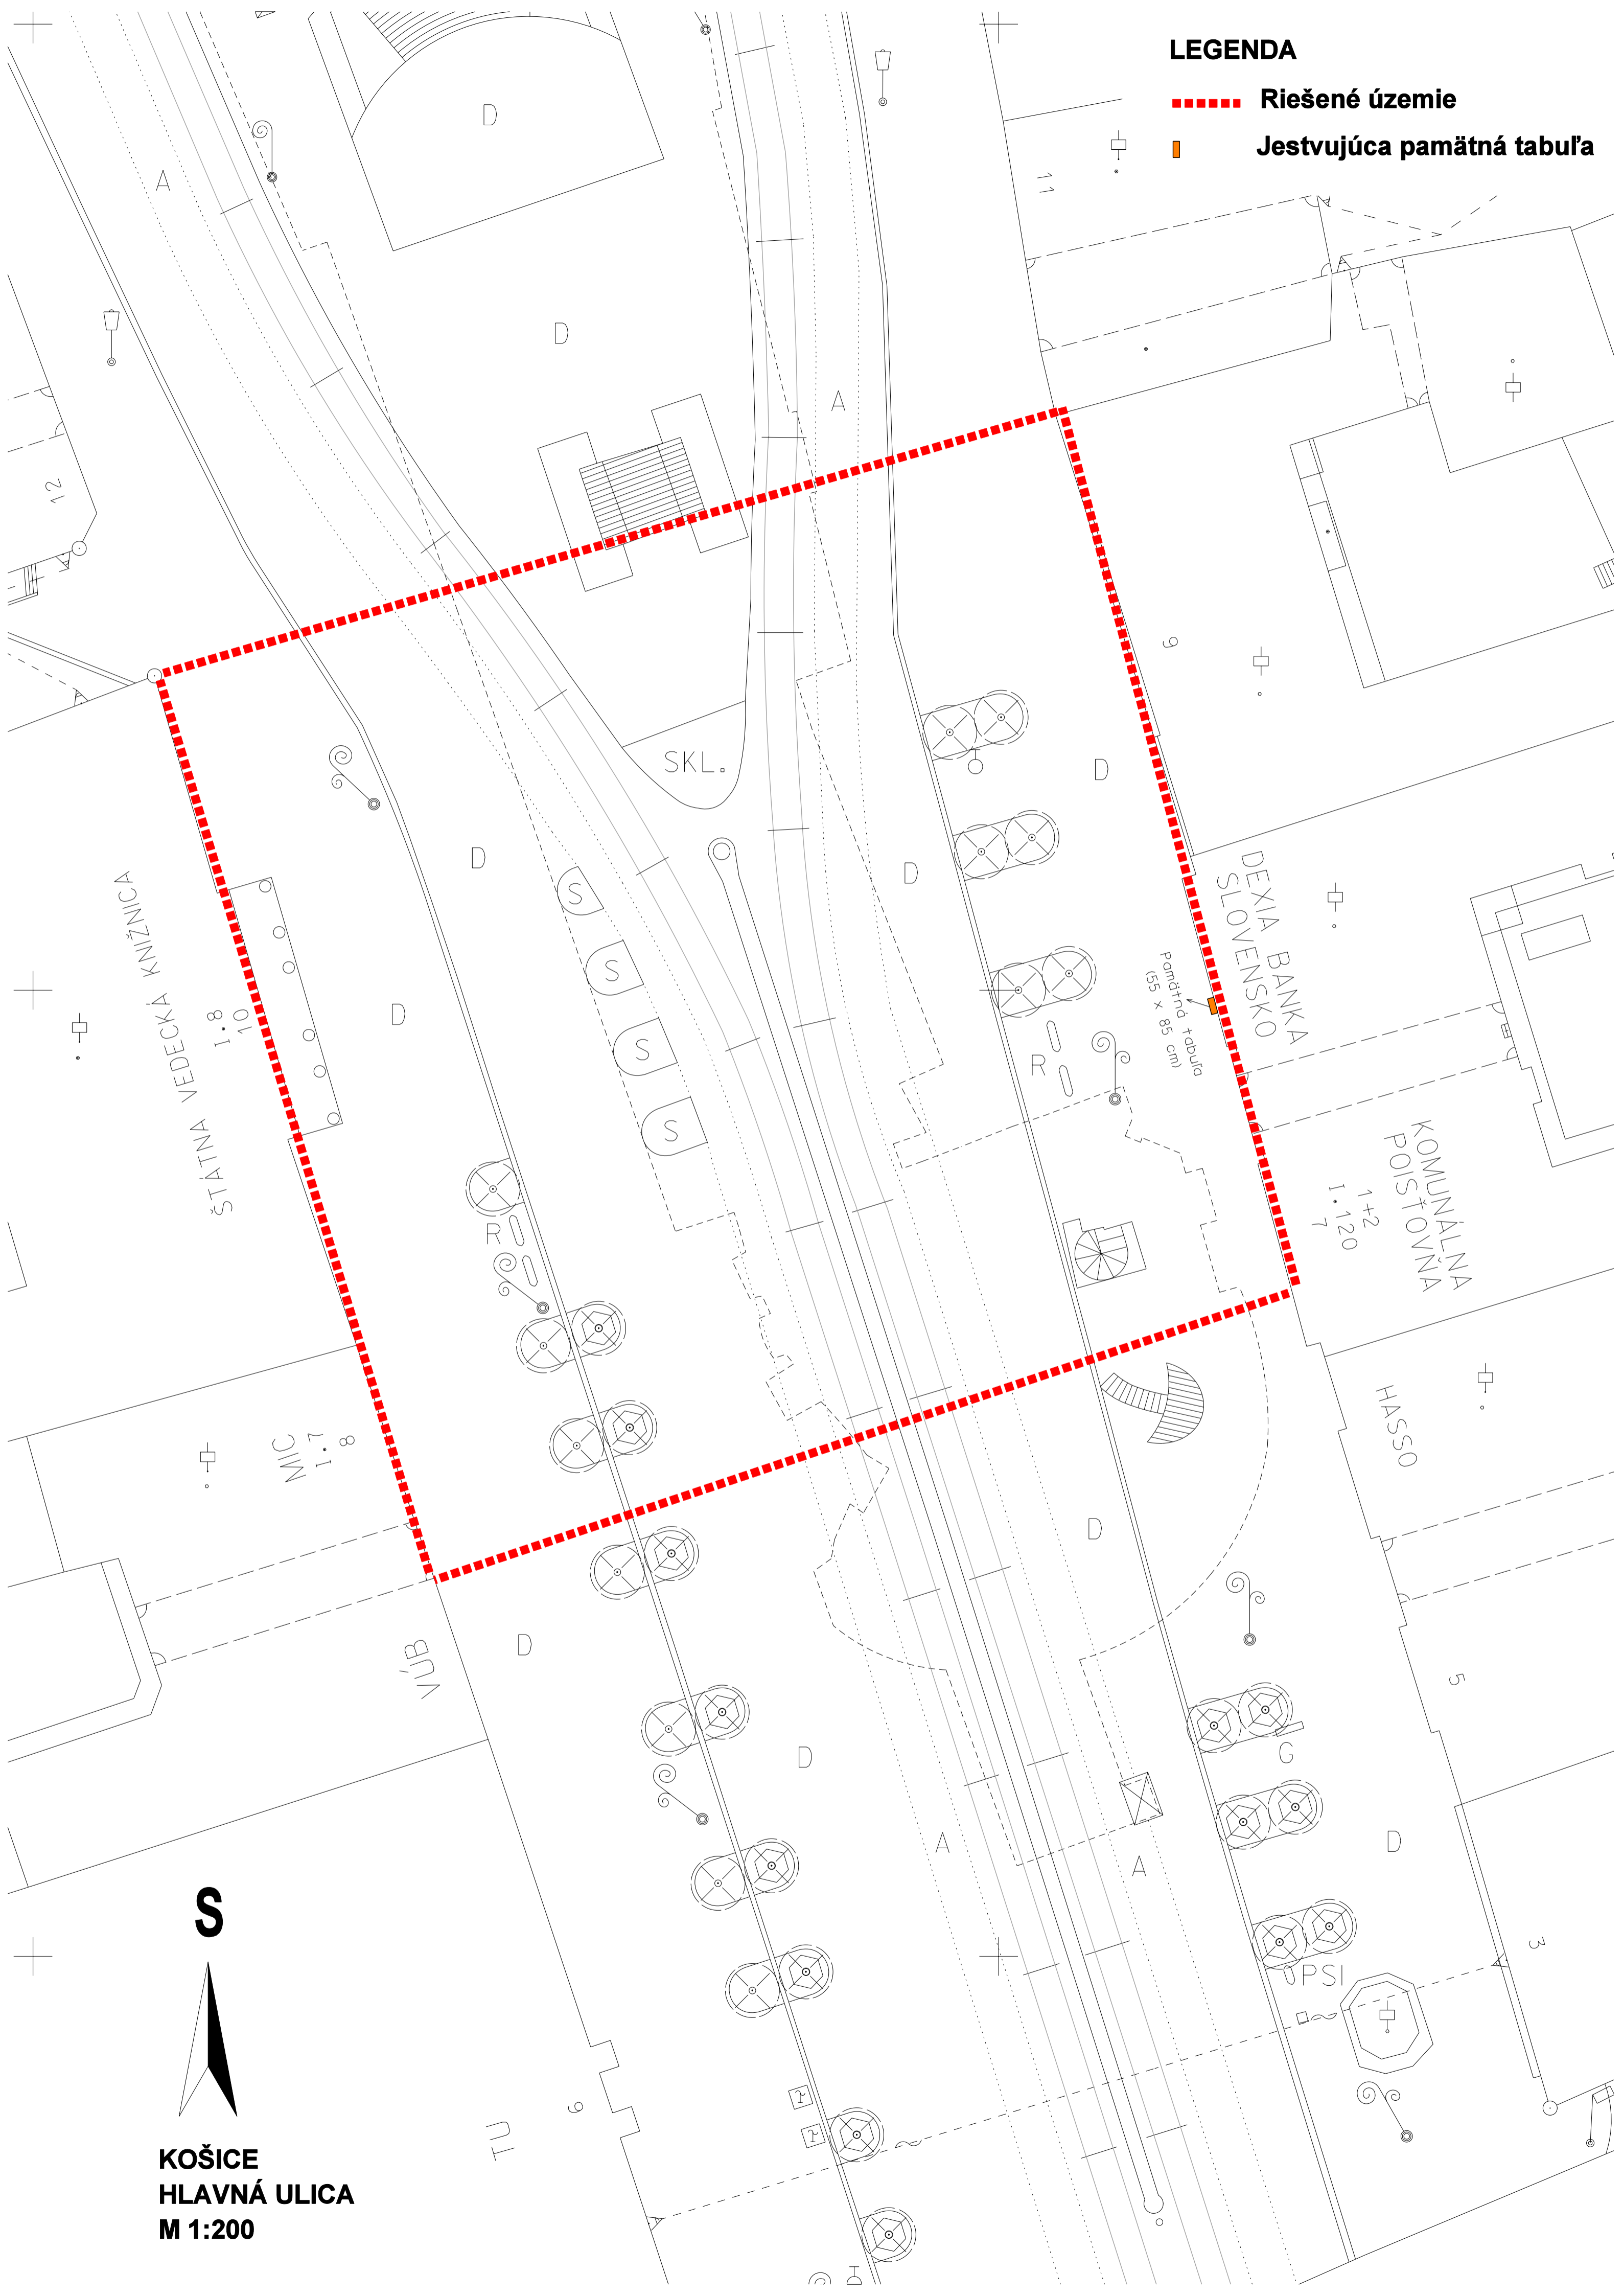 LEGENDA
Riešené územie
Jestvujúca pamätná tabuľa
D
A
11
D
A
12
9
SKL.
D
D
D
S
S
S
S
D
ŠTÁTNA VEDECKÁ KNIŽNICA
I.8
10
DEXIA BANKA
SLOVENSKO
Pamätná tabuľa
(55 x 85 cm)
R
R
KOMUNÁLNA
POISŤOVŇA
1+2
I.120
7
HASSO
MIC
I.7
8
D
VÚB
D
5
G
D
A
A
D
3
PSI
S
TU
6
KOŠICE
HLAVNÁ ULICA
M 1:200